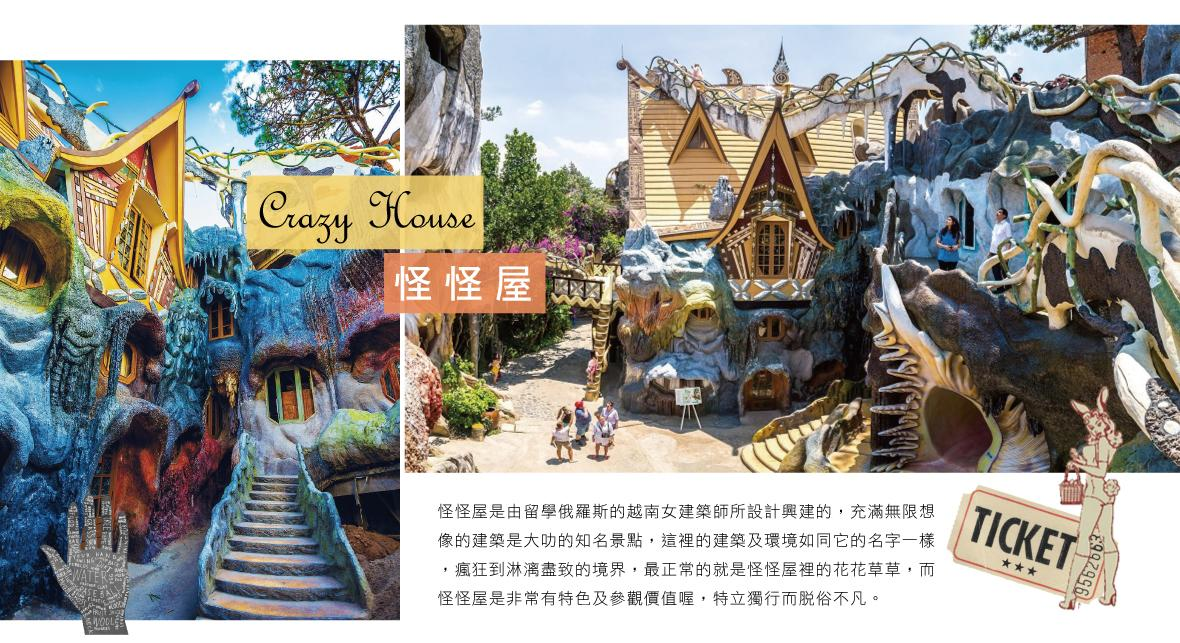 Crazy House
怪怪屋
怪怪屋是由留學俄羅斯的越南女建築師所設計興建的，充滿無限想
像的建築是大叻的知名景點，這裡的建築及環境如同它的名字一樣
，瘋狂到淋漓盡致的境界，最正常的就是怪怪屋裡的花花草草，而
怪怪屋是非常有特色及參觀價值喔，特立獨行而脫俗不凡。
TICKET
★★★
9562663
WATER
WOOL